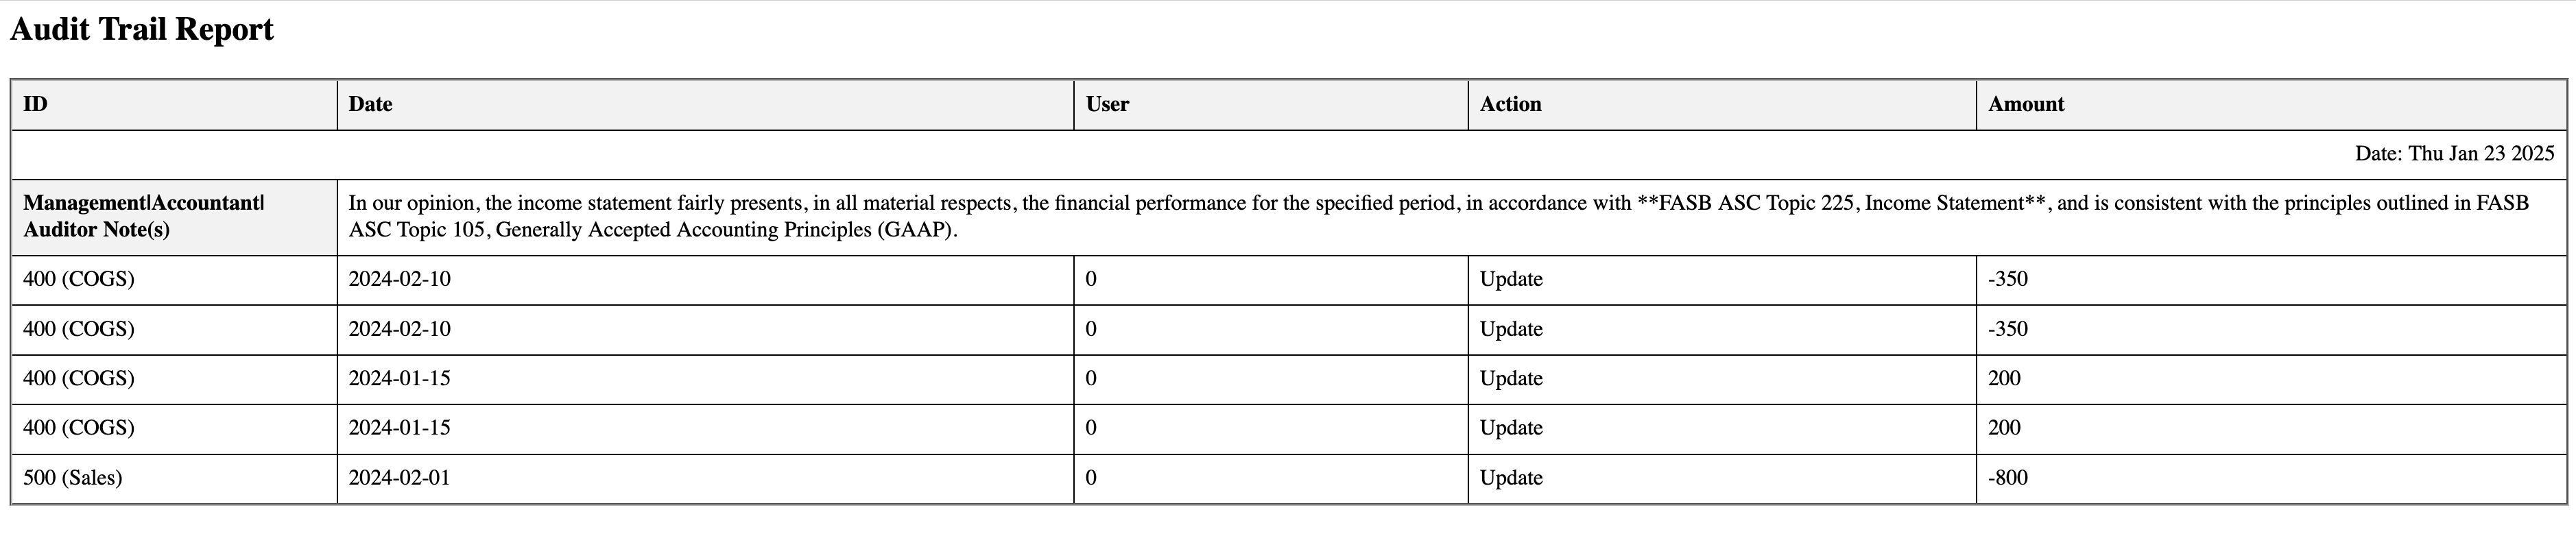 Audit Trail Report
ID Date User Action Amount
Date: Thu Jan 23 2025
Management|Accountant|
Auditor Note(s)
In our opinion, the income statement fairly presents, in all material respects, the financial performance for the specified period, in accordance with **FASB ASC Topic 225, Income Statement**, and is consistent with the principles outlined in FASB
ASC Topic 105, Generally Accepted Accounting Principles (GAAP).
400 (COGS) 2024-02-10 0 Update -350
400 (COGS) 2024-02-10 0 Update -350
400 (COGS) 2024-01-15 0 Update 200
400 (COGS) 2024-01-15 0 Update 200
500 (Sales) 2024-02-01 0 Update -800